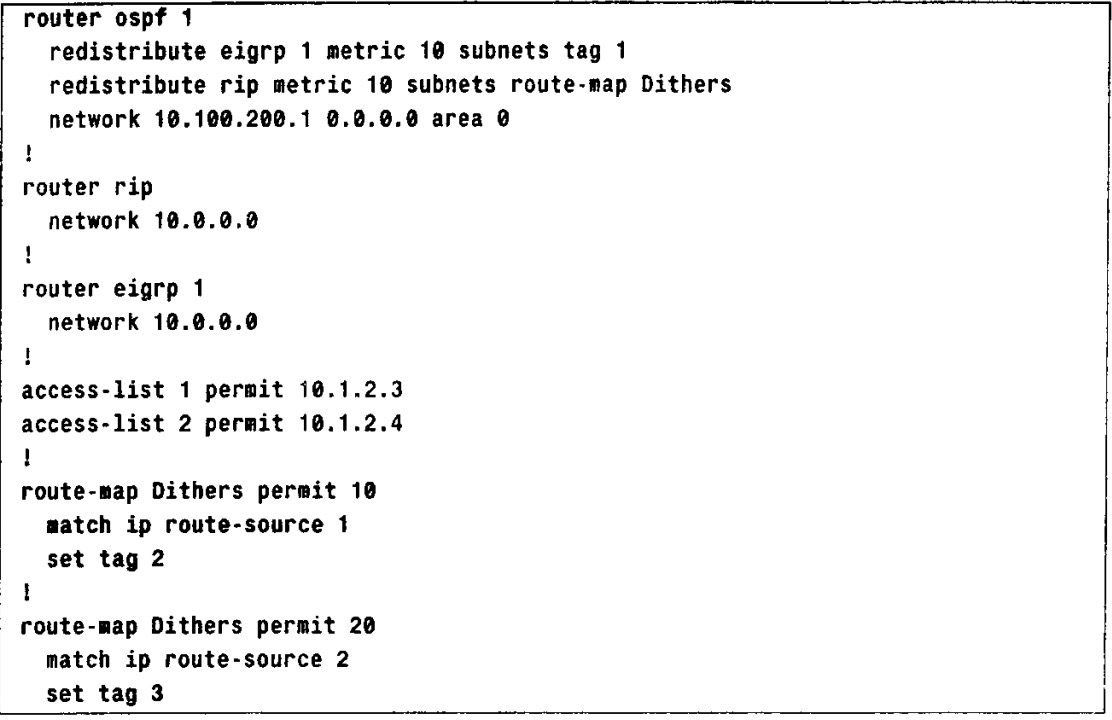 router ospf 1
redistribute eigrp 1 metric 10 subnets tag 1
redistribute rip metric 10 subnets route-map Dithers
network 10.100.200.1 0.0.0.0 area 0
!
router rip
network 10.0.0.0
!
router eigrp 1
network 10.0.0.0
!
access-list 1 permit 10.1.2.3
access-list 2 permit 10.1.2.4
!
route-map Dithers permit 10
match ip route-source 1
set tag 2
!
route-map Dithers permit 20
match ip route-source 2
set tag 3